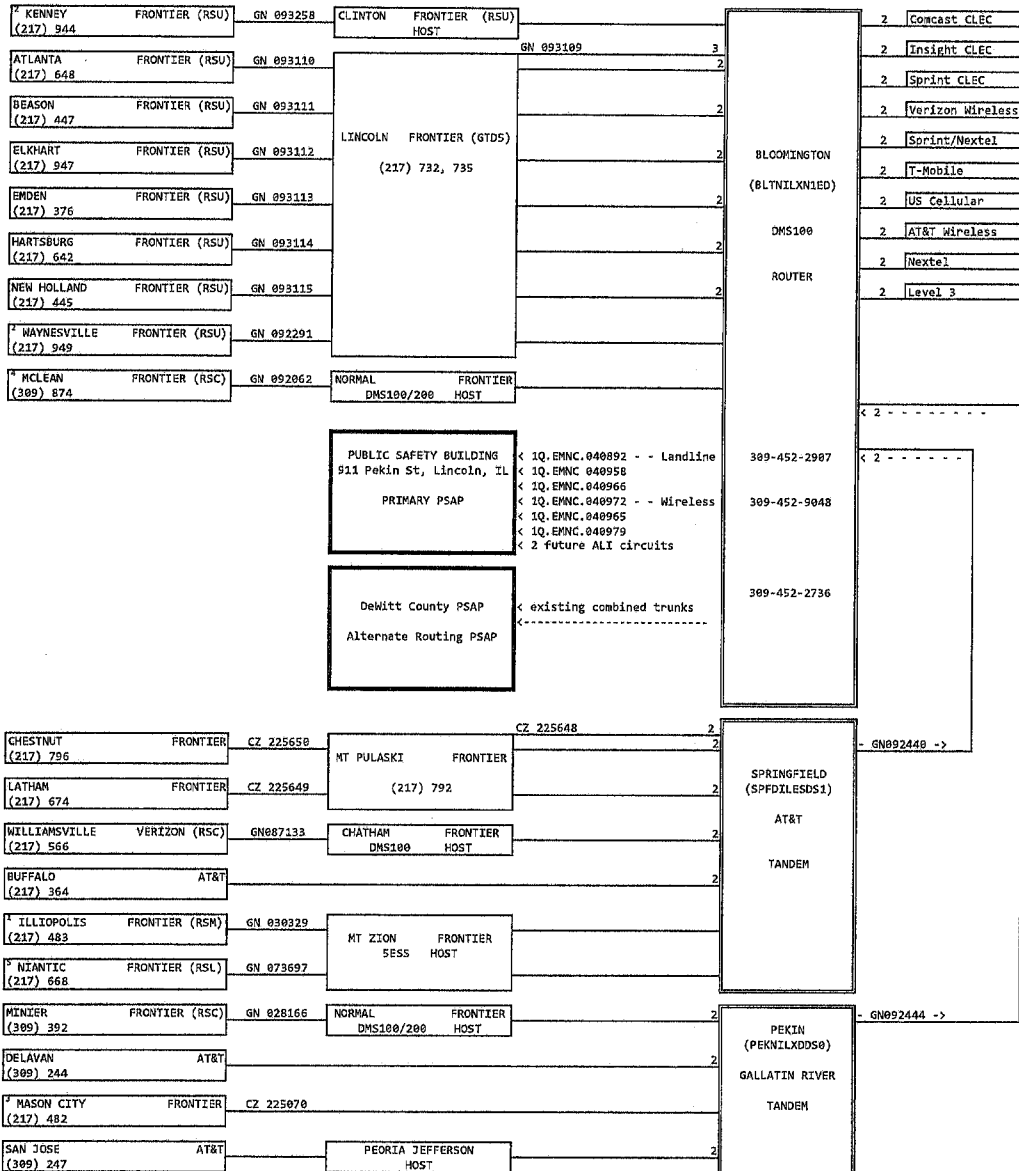 2 KENNEY FRONTIER (RSU) GN 093258 CLINTON FRONTIER (RSU) 2 Comcast CLEC
(217) 944 HOST
GN 093109 3 2 Insight CLEC
ATLANTA FRONTIER (RSU) GN 093110 2
(217) 648 2 Sprint CLEC
BEASON FRONTIER (RSU) GN 093111 2 2 Verizon Wireless
(217) 447
LINCOLN FRONTIER (GTD5) 2 Sprint/Nextel
ELKHART FRONTIER (RSU) GN 093112 2 BLOOMINGTON
(217) 947 (217) 732, 735 2 T-Mobile
(BLTNILXN1ED)
EMDEN FRONTIER (RSU) GN 093113 2 2 US Cellular
(217) 376
DMS100 2 AT&T Wireless
HARTSBURG FRONTIER (RSU) GN 093114 2
(217) 642 2 Nextel
ROUTER
NEW HOLLAND FRONTIER (RSU) GN 093115 2 2 Level 3
(217) 445
2 WAYNESVILLE FRONTIER (RSU) GN 092291
(217) 949
4 MCLEAN FRONTIER (RSC) GN 092062 NORMAL FRONTIER
(309) 874 DMS100/200 HOST
< 2 - - - - - - - -
PUBLIC SAFETY BUILDING < 1Q.EMNC.040892 - - Landline 309-452-2907 < 2 - - - - - -
911 Pekin St, Lincoln, IL < 1Q.EMNC 040958
< 1Q.EMNC.040966
PRIMARY PSAP < 1Q.EMNC.040972 - - Wireless 309-452-9048
< 1Q.EMNC.040965
< 1Q.EMNC.040979
< 2 future ALI circuits
309-452-2736
DeWitt County PSAP < existing combined trunks
<-----------------------
Alternate Routing PSAP
CZ 225648 2
CHESTNUT FRONTIER CZ 225650 2 - GN092440 ->
(217) 796 MT PULASKI FRONTIER
SPRINGFIELD
LATHAM FRONTIER CZ 225649 (217) 792 2 (SPFDILESDS1)
(217) 674
AT&T
WILLIAMSVILLE VERIZON (RSC) GN087133 CHATHAM FRONTIER 2
(217) 566 DMS100 HOST
TANDEM
BUFFALO AT&T 2
(217) 364
1 ILLIOPOLIS FRONTIER (RSM) GN 030329
(217) 483 MT ZION FRONTIER
5ESS HOST
5 NIANTIC FRONTIER (RSL) GN 073697
(217) 668
MINIER FRONTIER (RSC) GN 028166 NORMAL FRONTIER 2 - GN092444 ->
(309) 392 DMS100/200 HOST PEKIN
(PEKNILXDDS0)
DELAVAN AT&T 2
(309) 244 GALLATIN RIVER
3 MASON CITY FRONTIER CZ 225070 TANDEM
(217) 482
SAN JOSE AT&T PEORIA JEFFERSON 2
(309) 247 HOST